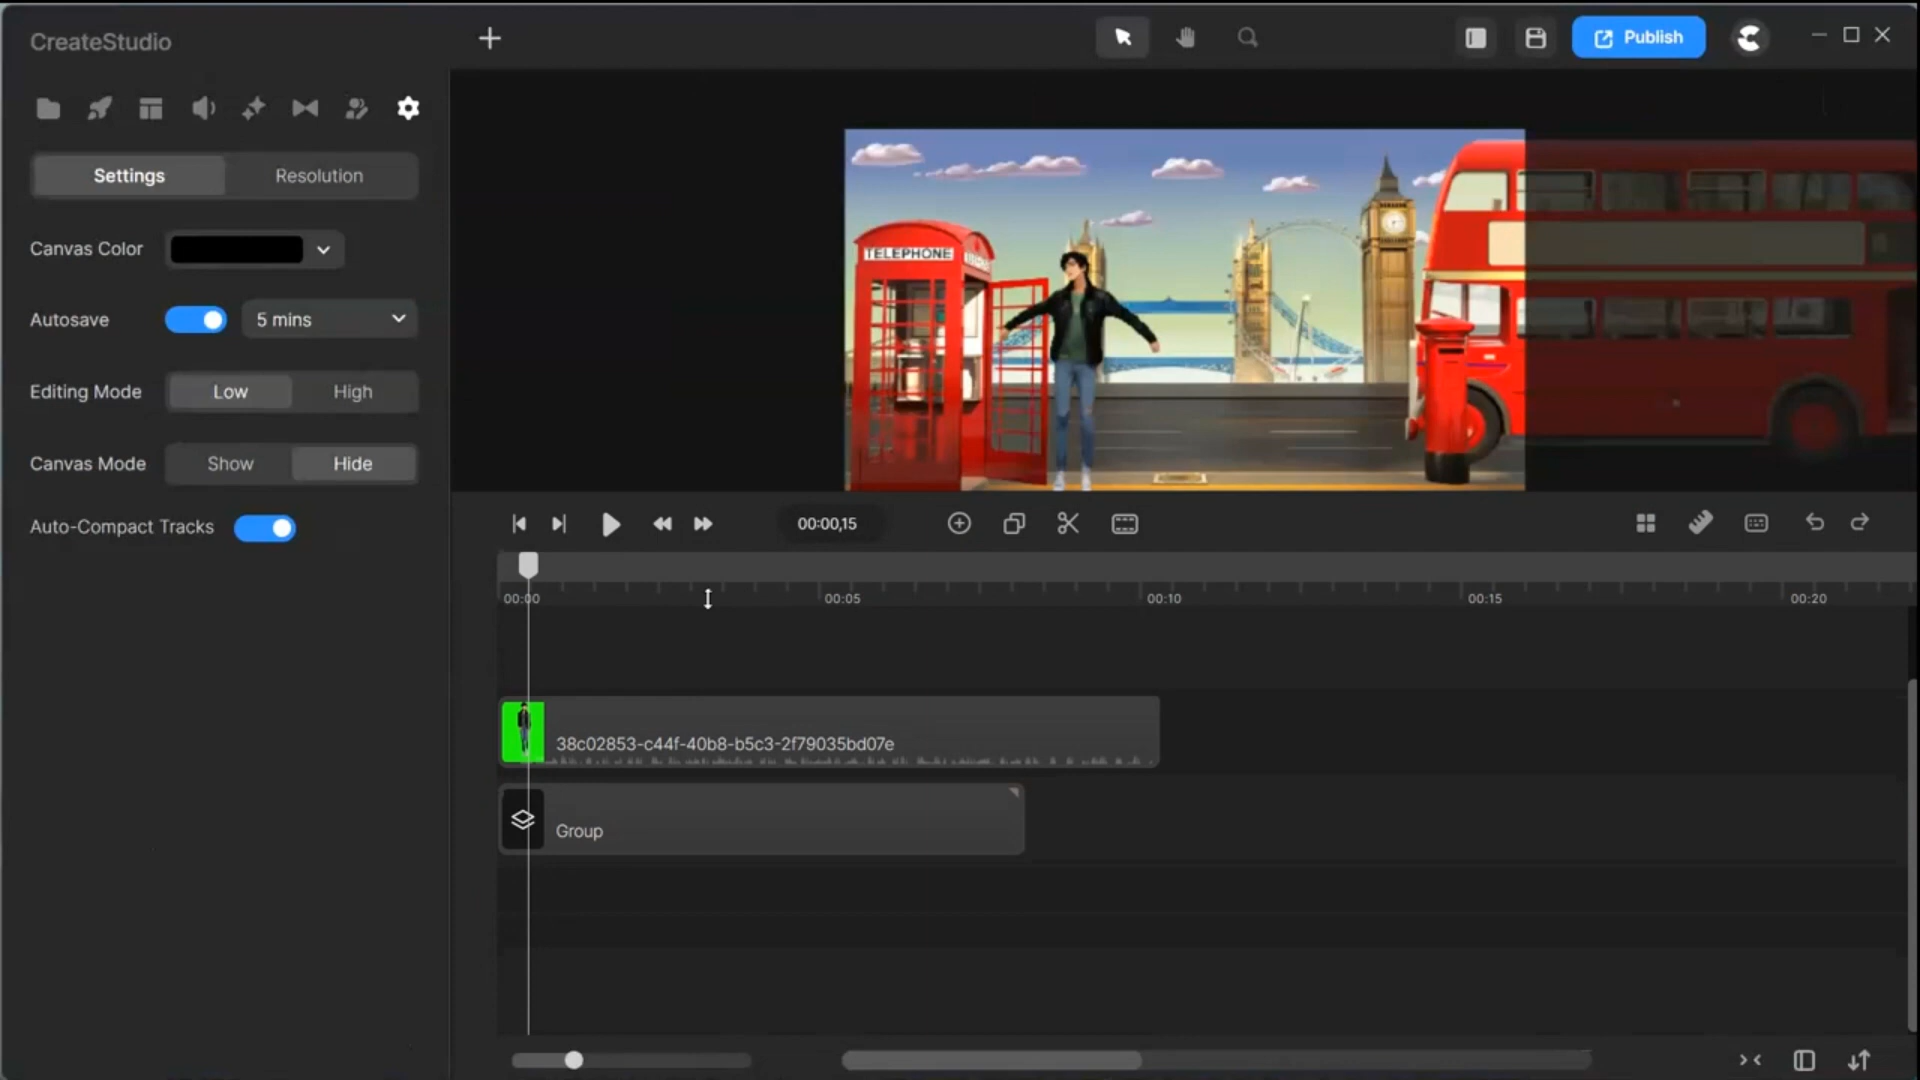 CreateStudio
Publish
Settings
Resolution
Canvas Color
Autosave
5 mins
Editing Mode
Low
High
Canvas Mode
Show
Hide
Auto-Compact Tracks
TELEPHONE
00:00,15
00:00
00:05
00:10
00:15
00:20
38c02853-c44f-40b8-b5c3-2f79035bd07e
Group